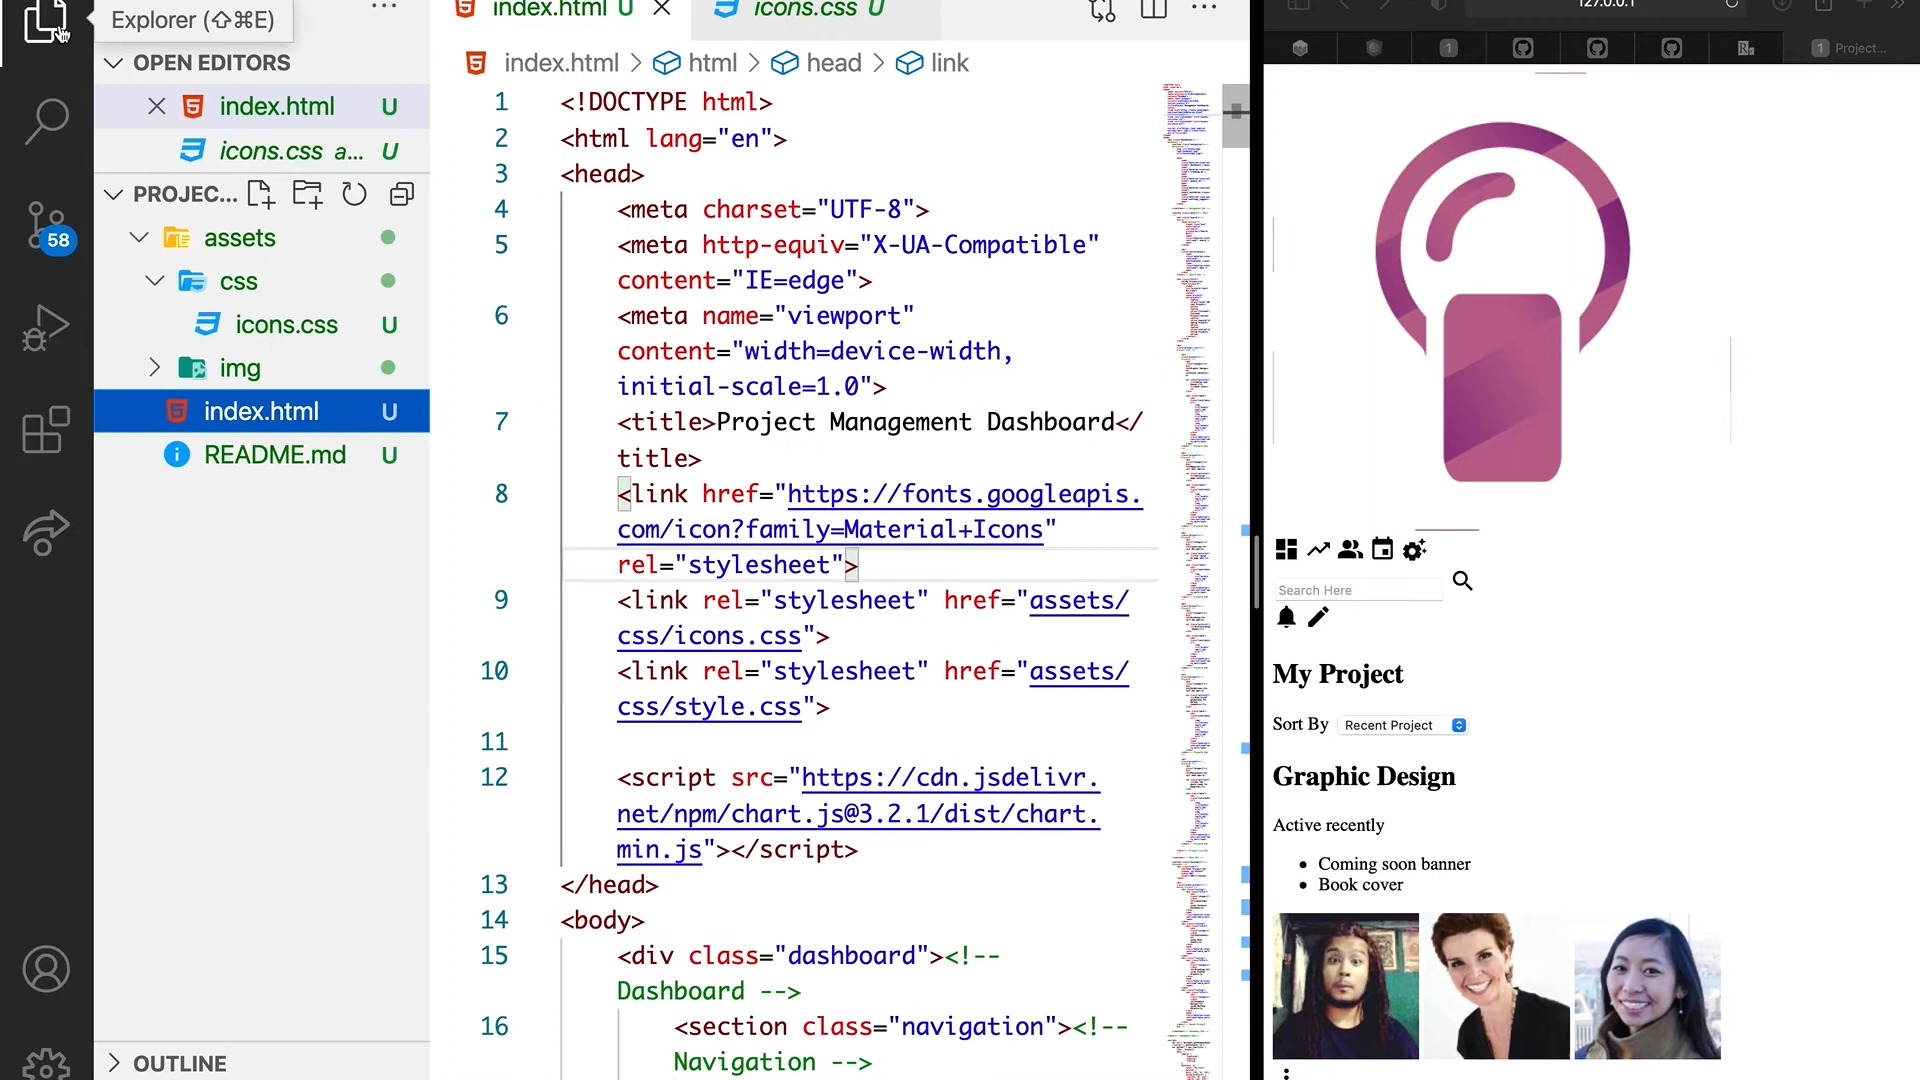 Explorer (⇧⌘E)
OPEN EDITORS
index.html U
icons.css a... U
PROJEC...
assets
css
icons.css U
img
index.html U
README.md U
58
OUTLINE
index.html U
icons.css U
index.html > html > head > link
1 <!DOCTYPE html>
2 <html lang="en">
3 <head>
4 <meta charset="UTF-8">
5 <meta http-equiv="X-UA-Compatible"
content="IE=edge">
6 <meta name="viewport"
content="width=device-width,
initial-scale=1.0">
7 <title>Project Management Dashboard</
title>
8 <link href="https://fonts.googleapis.
com/icon?family=Material+Icons"
rel="stylesheet">
9 <link rel="stylesheet" href="assets/
css/icons.css">
10 <link rel="stylesheet" href="assets/
css/style.css">
11
12 <script src="https://cdn.jsdelivr.
net/npm/chart.js@3.2.1/dist/chart.
min.js"></script>
13 </head>
14 <body>
15 <div class="dashboard"><!--
Dashboard -->
16 <section class="navigation"><!--
Navigation -->
127.0.0.1
1
1 Project...
Search Here
My Project
Sort By Recent Project
Graphic Design
Active recently
• Coming soon banner
• Book cover